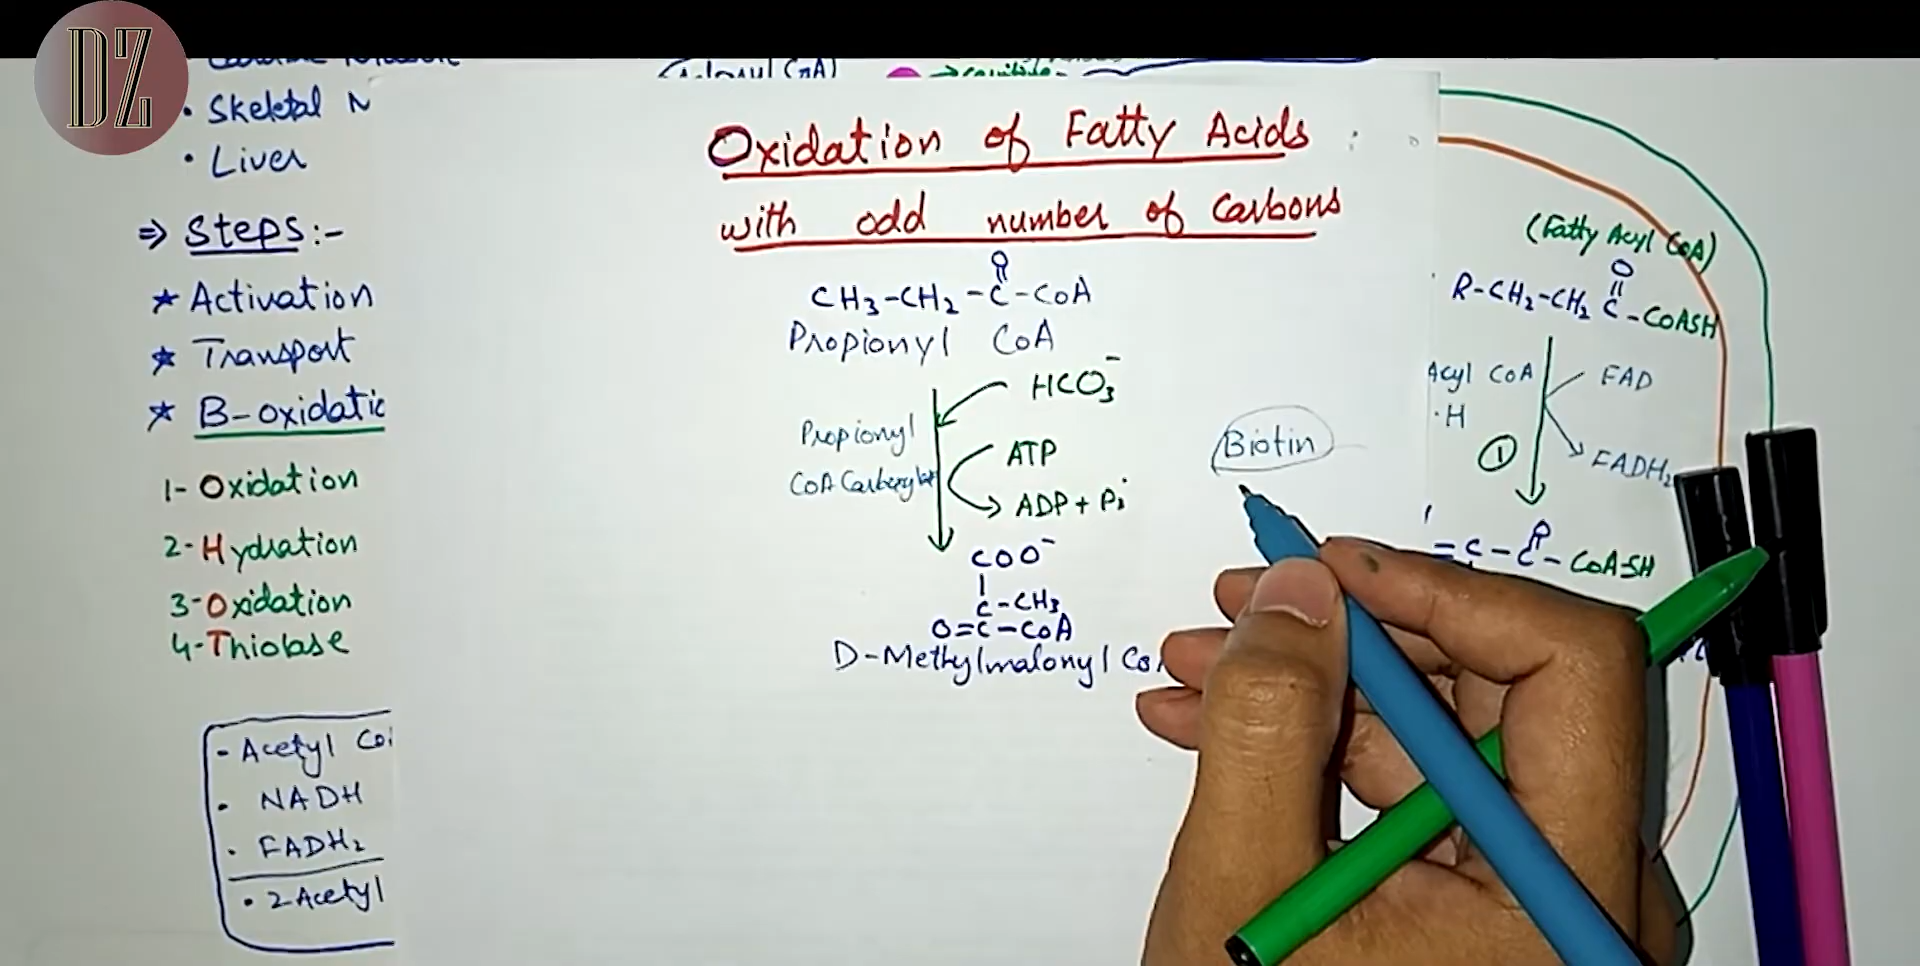 DZ
• Skeletal M
• Liver
⇒ Steps:-
★ Activation
★ Transport
★ B-oxidatic
1- Oxidation
2- Hydration
3- Oxidation
4- Thiolase
- Acetyl Co
• NADH
• FADH₂
• 2 Acetyl
Oxidation of Fatty Acids :
with odd number of Carbons
O
CH₃-CH₂-C-COA
Propionyl CoA
HCO₃⁻
Propionyl
ATP
COA
ADP + Pi
Biotin
COO⁻
C-CH₃
O=C-COA
D-Methylmalonyl Co
(Fatty Acyl CoA)
O
R-CH₂-CH₂ C-COASH
Acyl COA
FAD
·H
①
FADH₂
O
=C-C-COASH